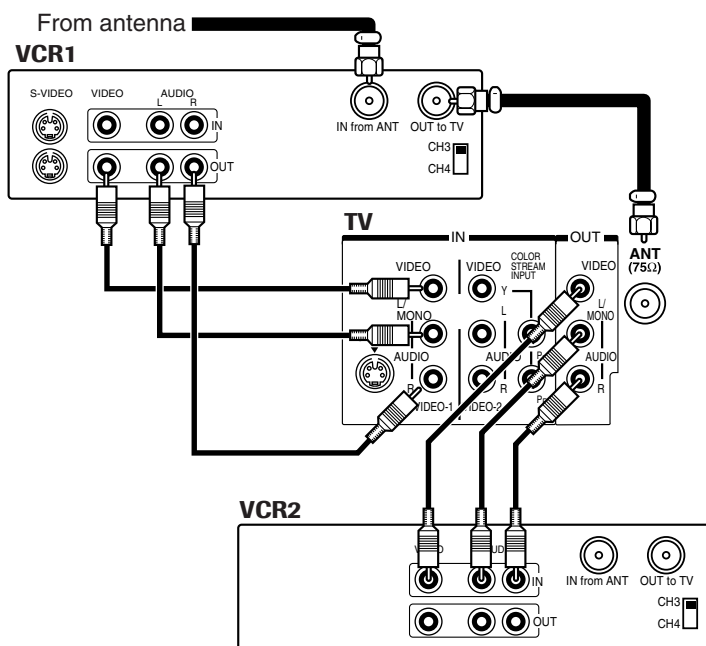 From antenna
VCR1
S-VIDEO VIDEO AUDIO
L R
IN
IN from ANT OUT to TV
OUT
CH3
CH4
TV
IN OUT
ANT
(75Ω)
VIDEO VIDEO COLOR STREAM INPUT VIDEO
Y
L/MONO L L/MONO
AUDIO AUDIO AUDIO
R R R
VIDEO-1 VIDEO-2
VCR2
IN
IN from ANT OUT to TV
OUT
CH3
CH4